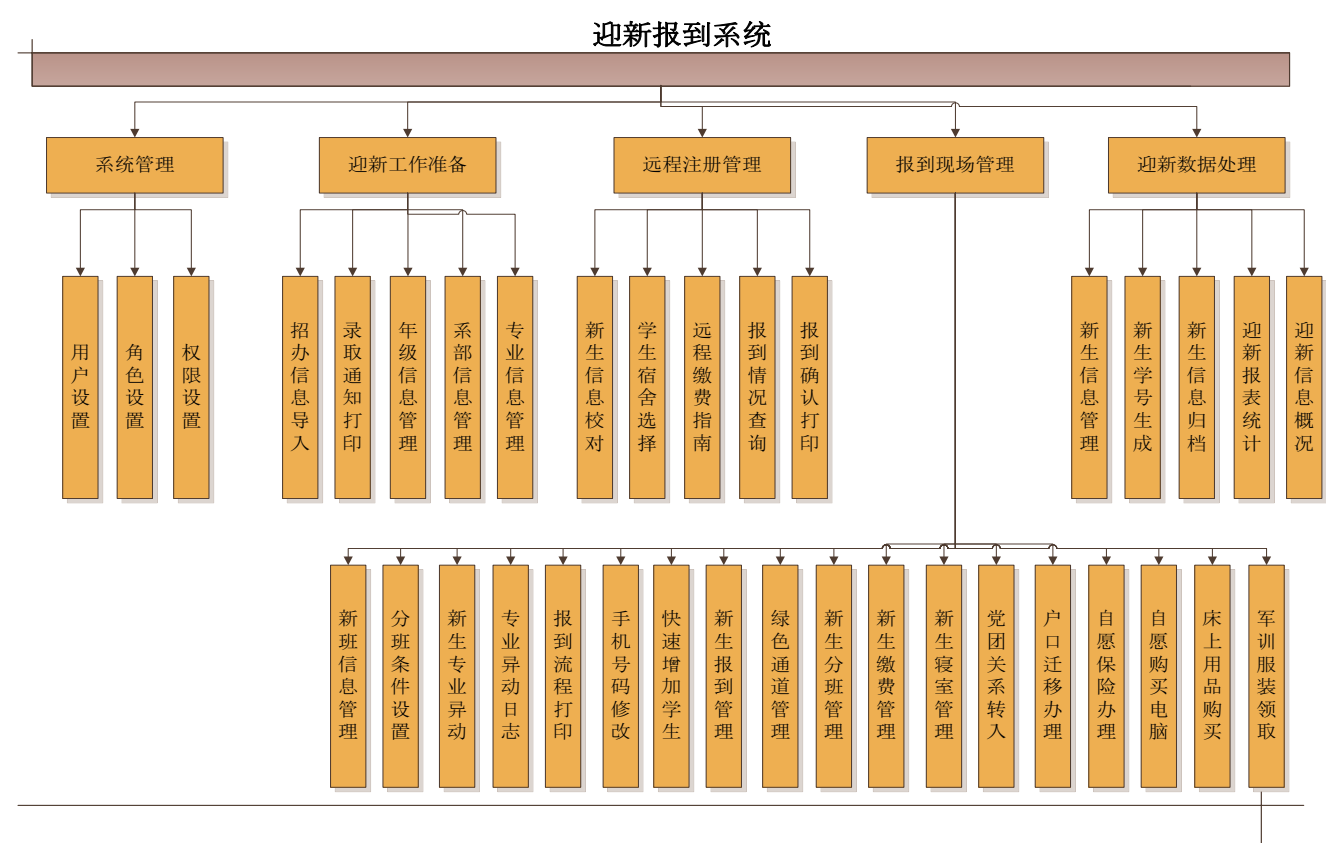 迎新报到系统
系统管理
迎新工作准备
远程注册管理
报到现场管理
迎新数据处理
用户设置
角色设置
权限设置
招办信息导入
录取通知打印
年级信息管理
系部信息管理
专业信息管理
新生信息校对
学生宿舍选择
远程缴费指南
报到情况查询
报到确认打印
新生信息管理
新生学号生成
新生信息归档
迎新报表统计
迎新信息概况
新班信息管理
分班条件设置
新生专业异动
专业异动日志
报到流程打印
手机号码修改
快速增加学生
新生报到管理
绿色通道管理
新生分班管理
新生缴费管理
新生寝室管理
党团关系转入
户口迁移办理
自愿保险办理
自愿购买电脑
床上用品购买
军训服装领取